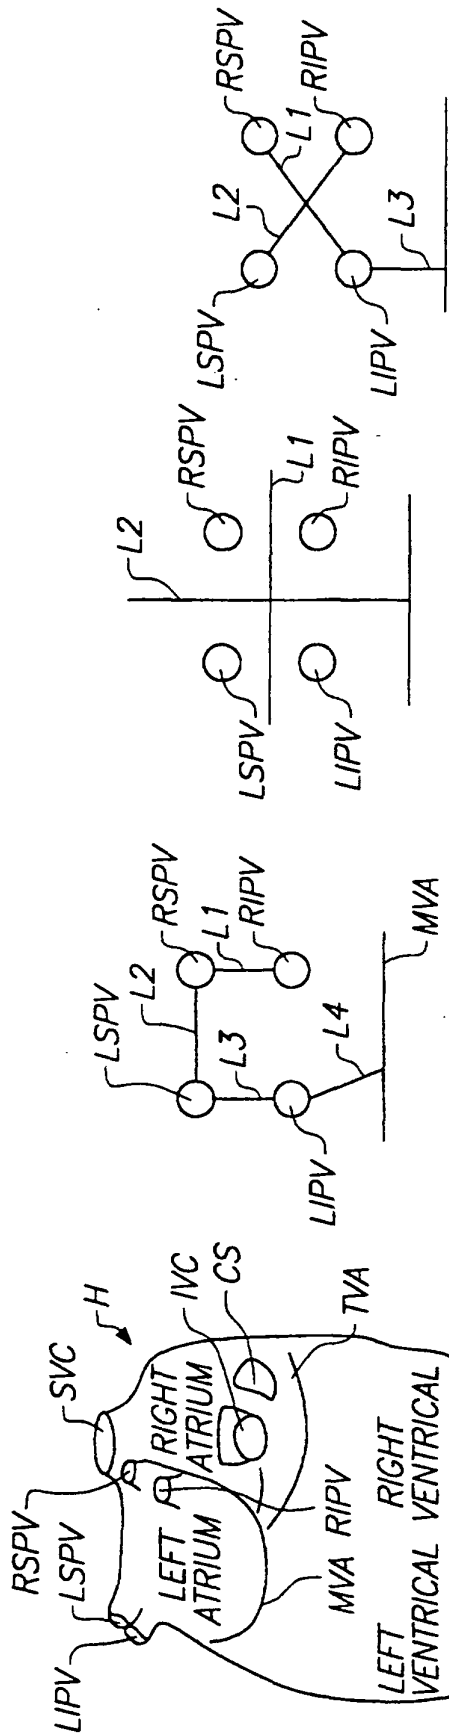 RSPV
LSPV
LIPV
SVC
H
LEFT
ATRIUM
RIGHT
ATRIUM
IVC
CS
MVA
RIPV
TVA
LEFT
VENTRICAL
RIGHT
VENTRICAL
LSPV
L2
RSPV
L1
RIPV
L3
LIPV
L4
MVA
L2
RSPV
L1
LSPV
RIPV
LIPV
L2
RSPV
L1
LSPV
RIPV
LIPV
L3